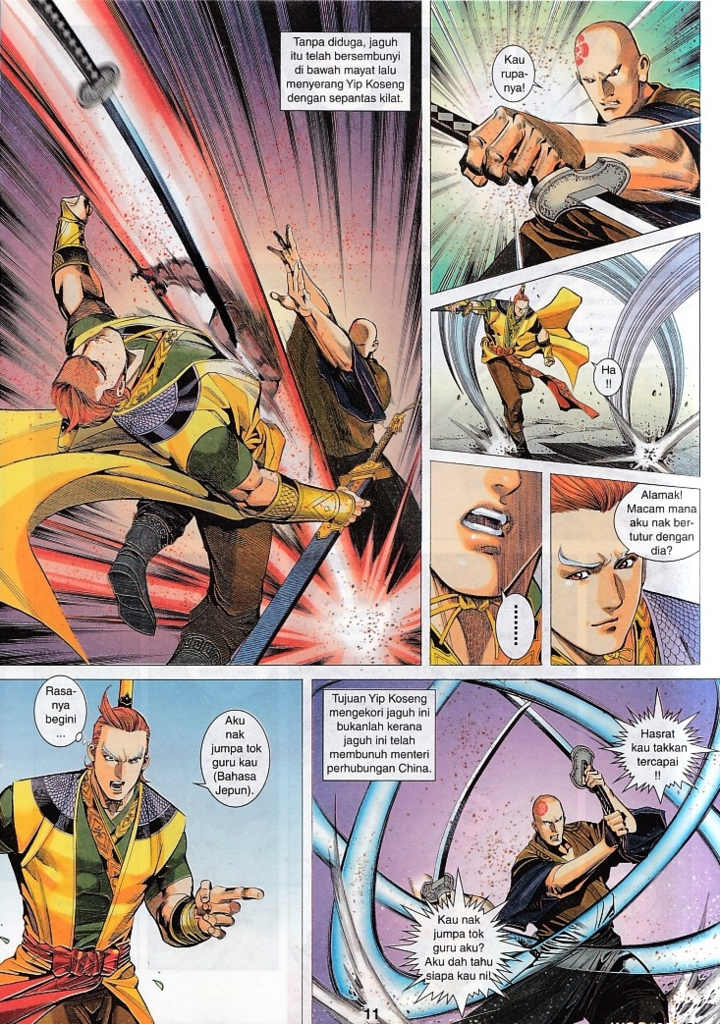 Tanpa diduga, jaguh
itu telah bersembunyi
di bawah mayat lalu
menyerang Yip Koseng
dengan sepantas kilat.
Kau
rupa-
nya!
Ha
!!
.......
Alamak!
Macam mana
aku nak ber-
tutur dengan
dia?
Rasa-
nya
begini
...
Aku
nak
jumpa tok
guru kau
(Bahasa
Jepun).
Tujuan Yip Koseng
mengekori jaguh ini
bukanlah kerana
jaguh ini telah
membunuh menteri
perhubungan China.
Hasrat
kau takkan
tercapai
!!
Kau nak
jumpa tok
guru aku?
Aku dah tahu
siapa kau ni!
11